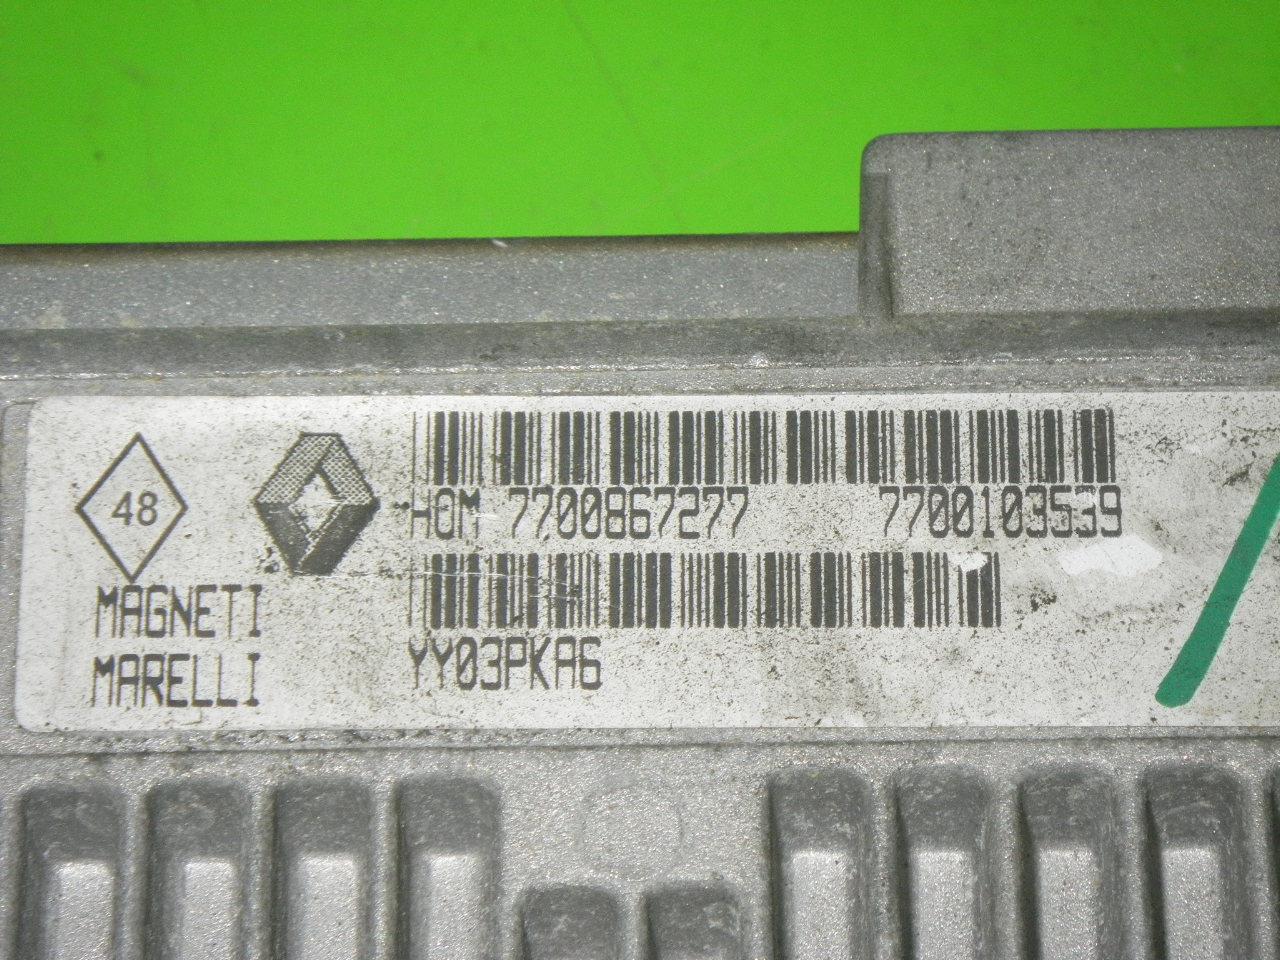 48
MAGNETI
MARELLI
HOM 7700867277 7700103539
YY03PKA6